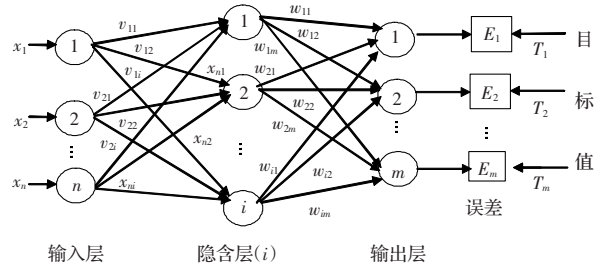 x1 1 v11 v12 v1i 1 w11 w12 w1m 1 E1 T1 目
x2 2 v21 v22 v2i xn1 2 w21 w22 w2m 2 E2 T2 标
⋮ ⋮ ⋮ ⋮
xn n xn2 xni i wi1 wi2 wim m Em Tm 值
误差
输入层 隐含层(i) 输出层